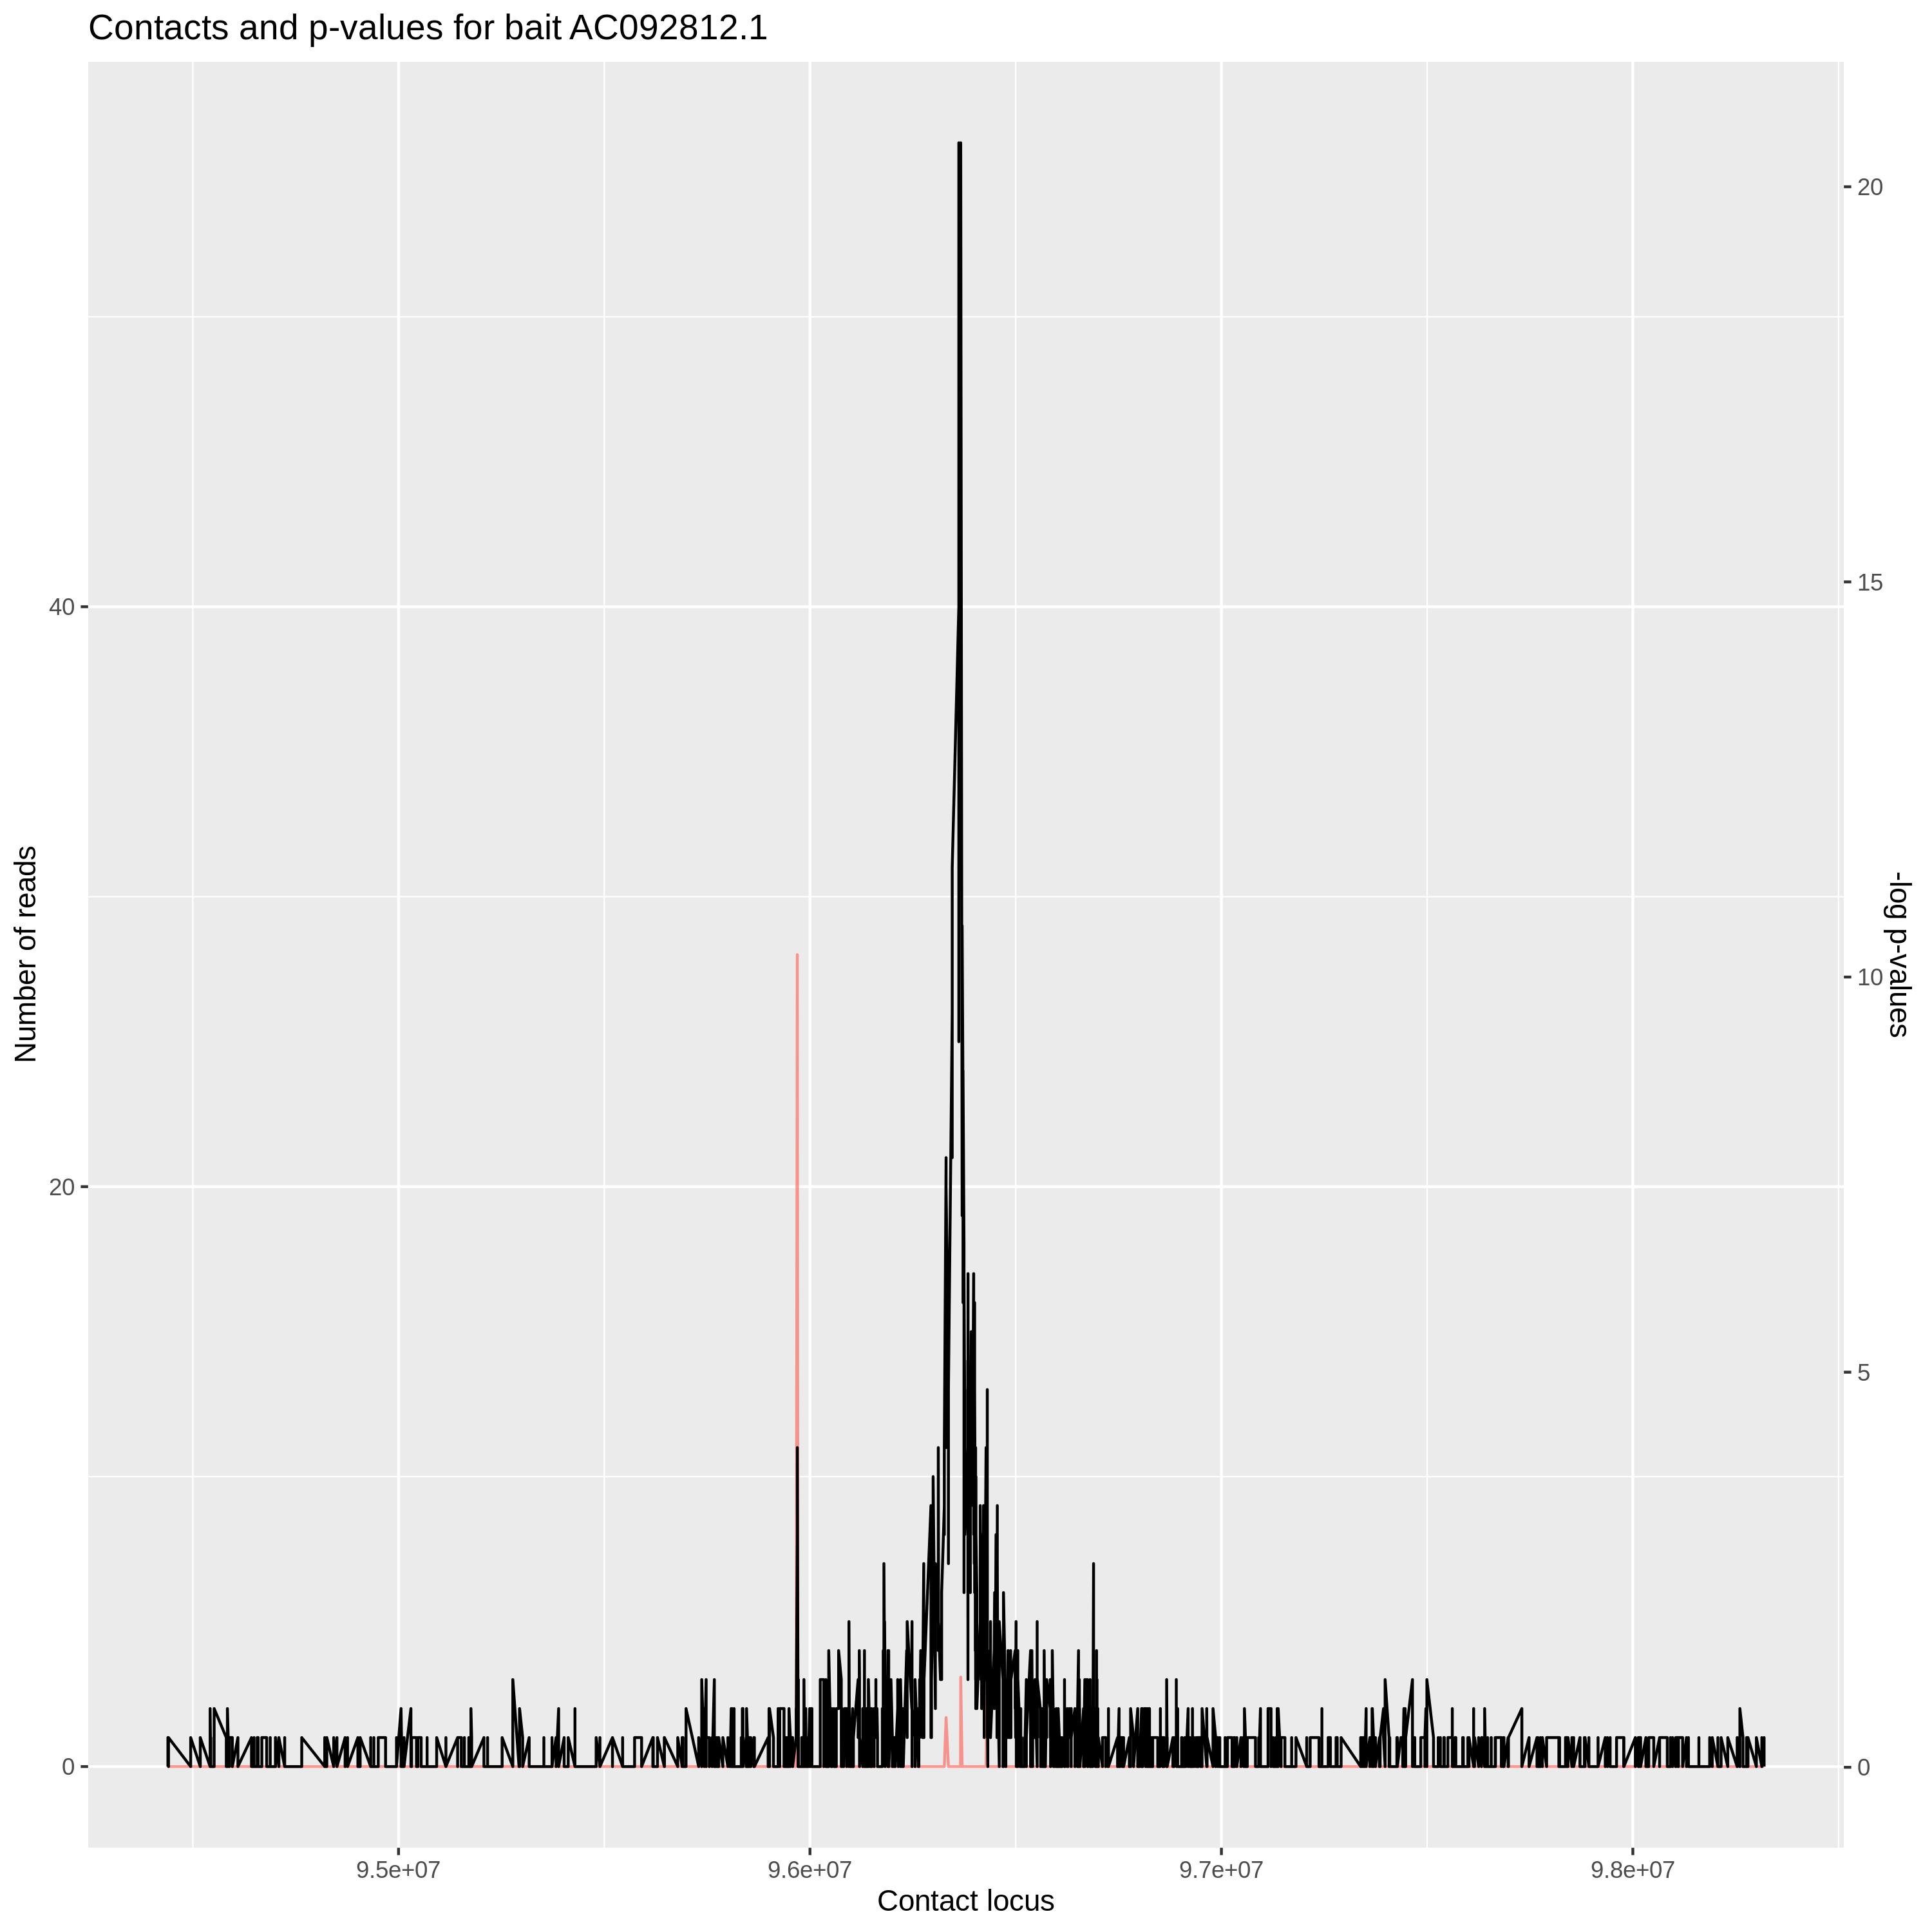 Contacts and p-values for bait AC092812.1
Number of reads
40
20
0
20
15
10
5
0
-log p-values
9.5e+07 9.6e+07 9.7e+07 9.8e+07
Contact locus